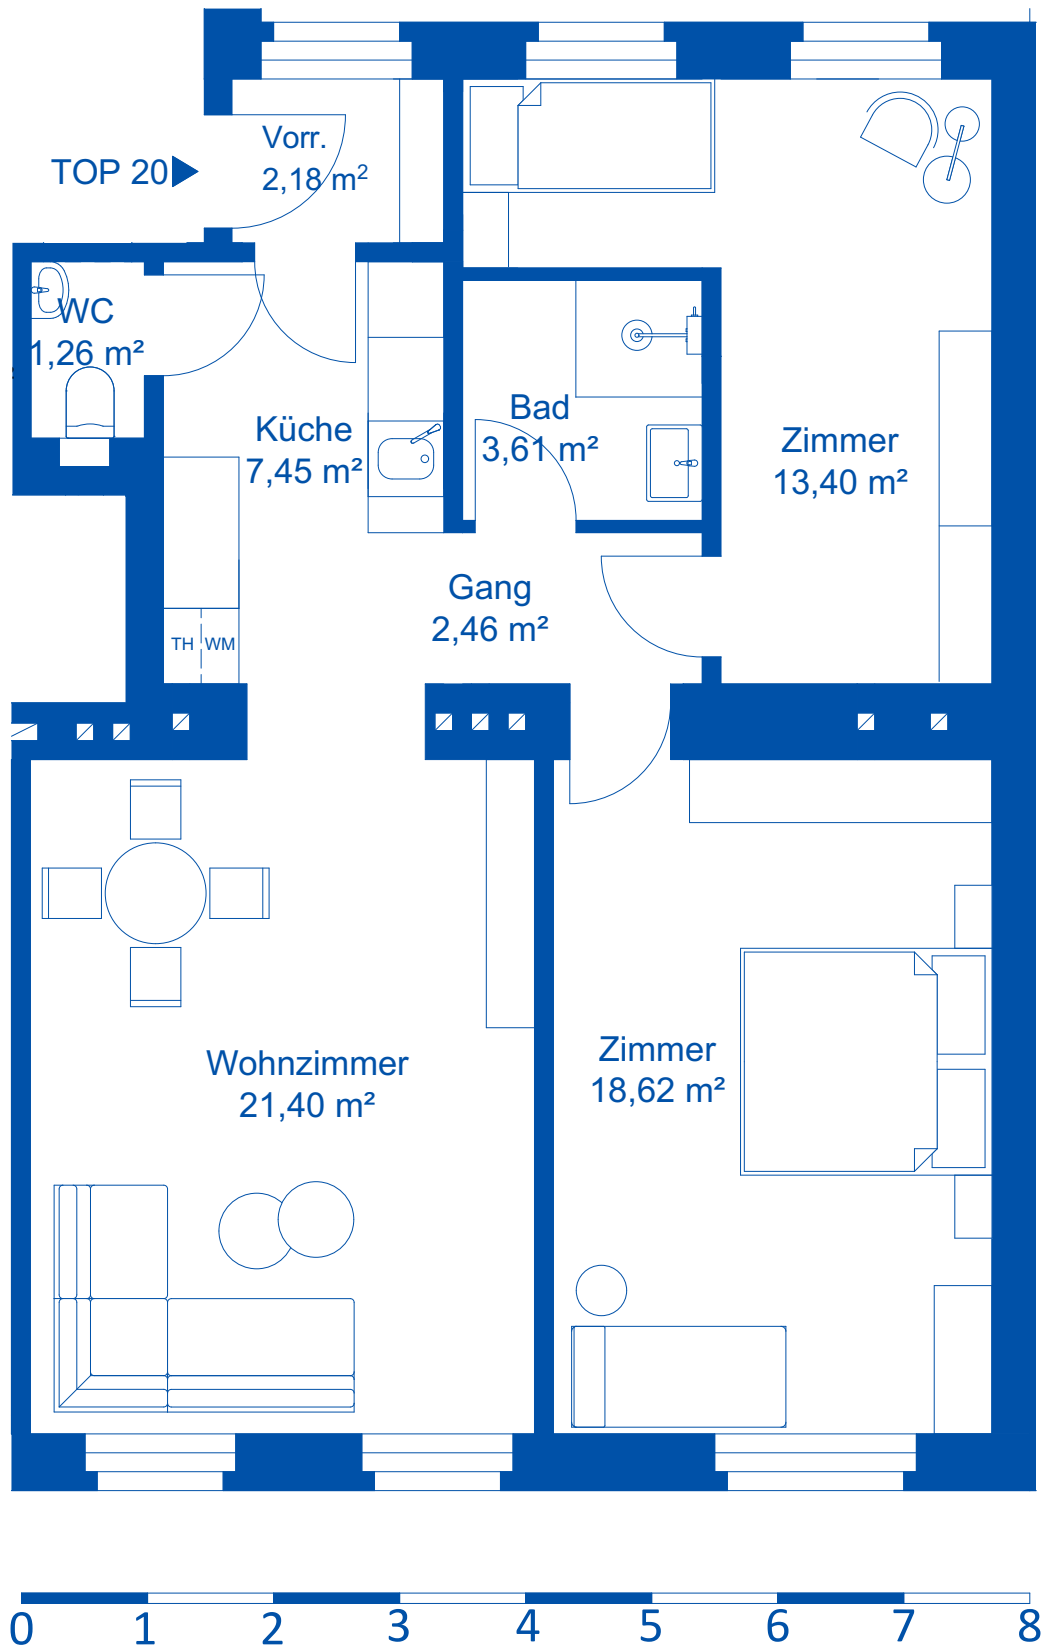 Vorr.
2,18 m²
TOP 20
WC
1,26 m²
Küche
7,45 m²
Bad
3,61 m²
Zimmer
13,40 m²
Gang
2,46 m²
TH WM
Wohnzimmer
21,40 m²
Zimmer
18,62 m²
0 1 2 3 4 5 6 7 8